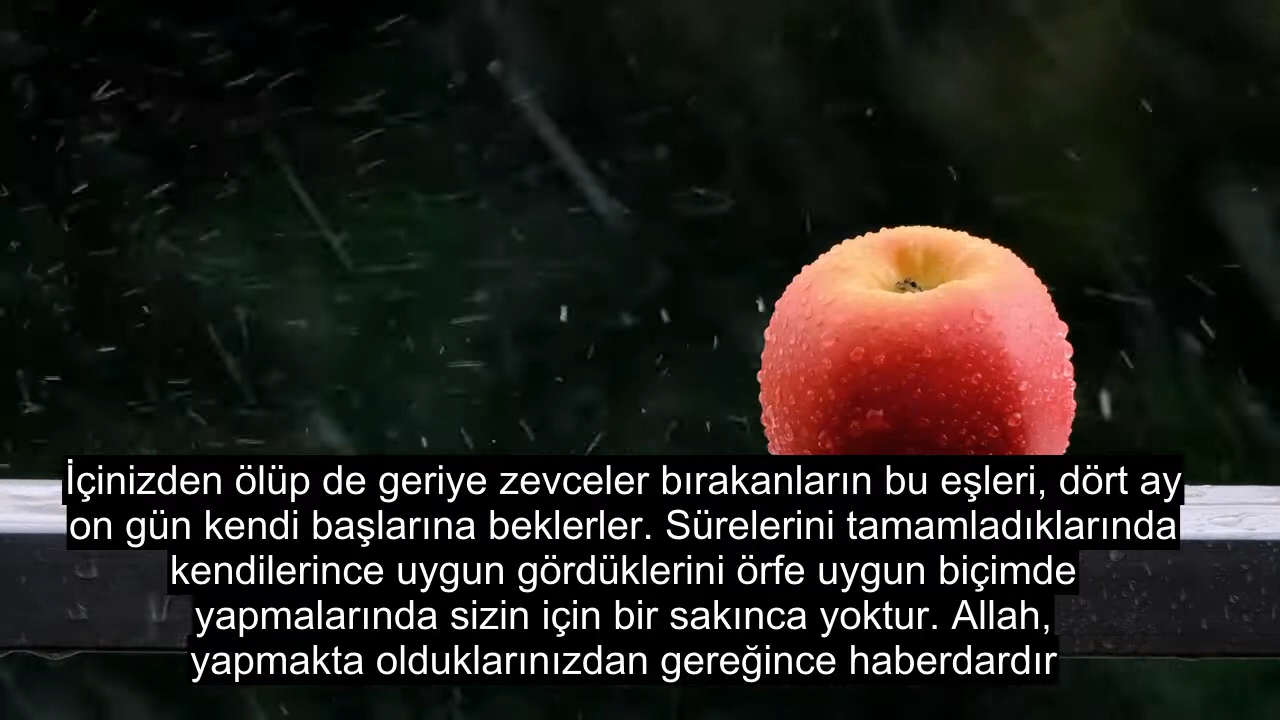 İçinizden ölüp de geriye zevceler bırakanların bu eşleri, dört ay
on gün kendi başlarına beklerler. Sürelerini tamamladıklarında
kendilerince uygun gördüklerini örfe uygun biçimde
yapmalarında sizin için bir sakınca yoktur. Allah,
yapmakta olduklarınızdan gereğince haberdardır